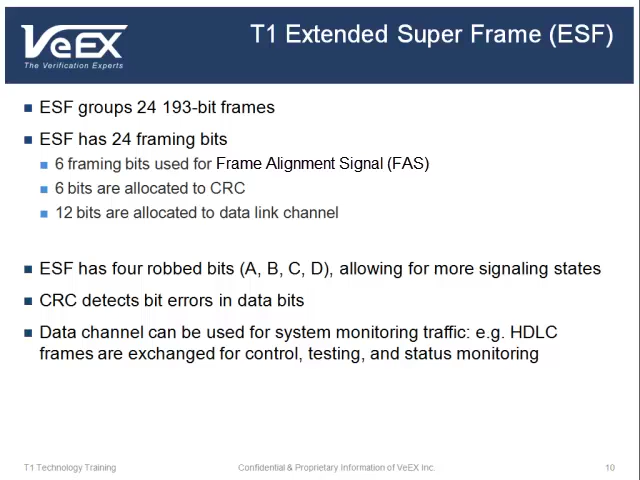 VeEX
The Verification Experts
T1 Extended Super Frame (ESF)
ESF groups 24 193-bit frames
ESF has 24 framing bits
6 framing bits used for Frame Alignment Signal (FAS)
6 bits are allocated to CRC
12 bits are allocated to data link channel
ESF has four robbed bits (A, B, C, D), allowing for more signaling states
CRC detects bit errors in data bits
Data channel can be used for system monitoring traffic: e.g. HDLC
frames are exchanged for control, testing, and status monitoring
T1 Technology Training
Confidential & Proprietary Information of VeEX Inc.
10